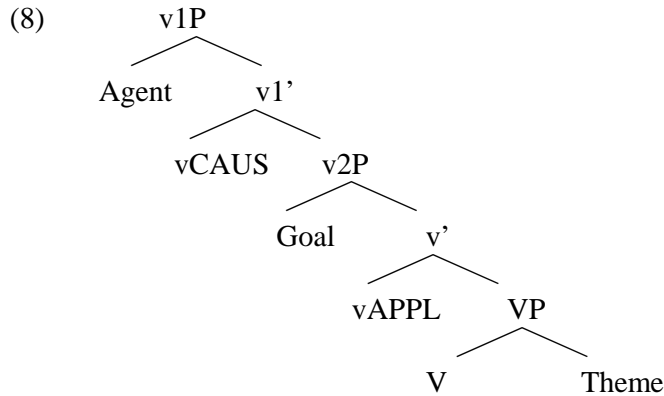 (8) v1P
Agent v1’
vCAUS v2P
Goal v’
vAPPL VP
V Theme